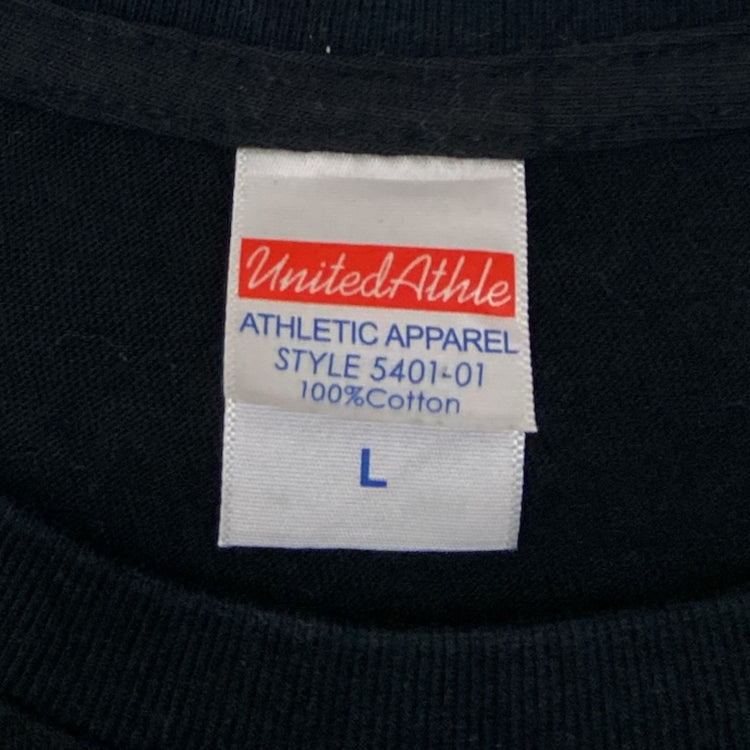 UnitedAthle
ATHLETIC APPAREL
STYLE 5401-01
100%Cotton
L